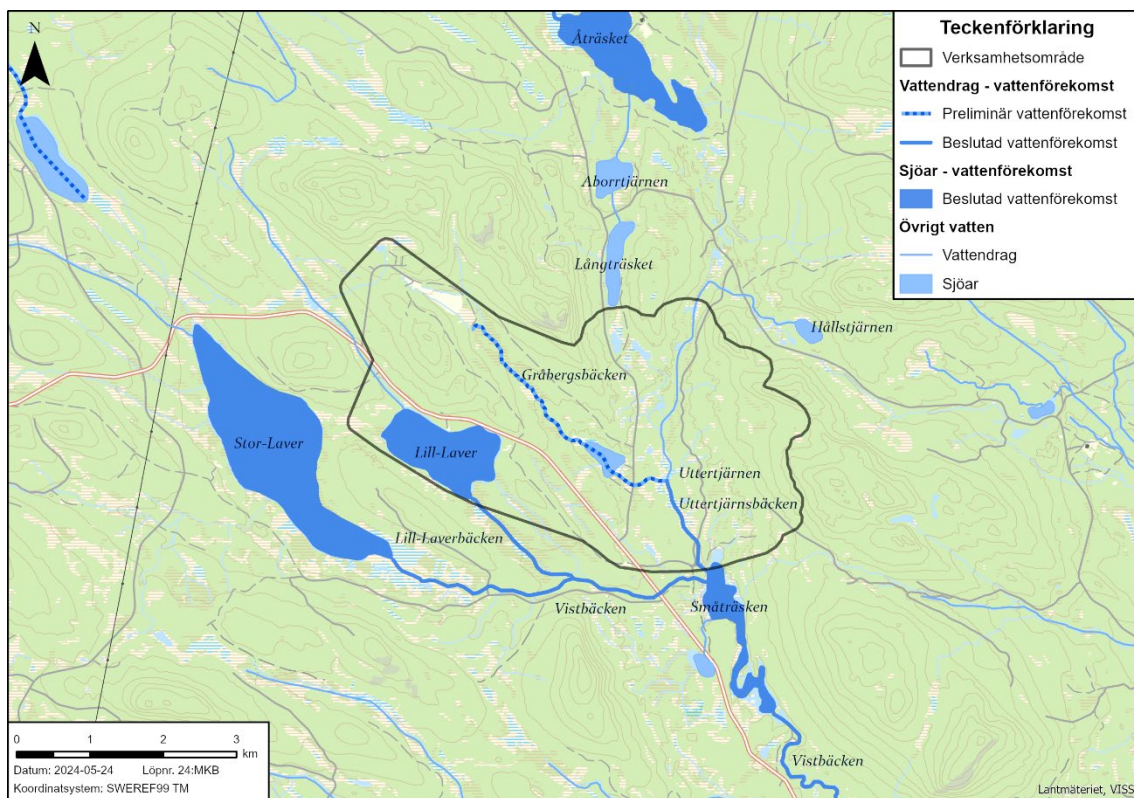 N
Teckenförklaring
Verksamhetsområde
Vattendrag - vattenförekomst
Preliminär vattenförekomst
Beslutad vattenförekomst
Sjöar - vattenförekomst
Beslutad vattenförekomst
Övrigt vatten
Vattendrag
Sjöar
Åträsket
Aborrtjärnen
Långträsket
Hällstjärnen
Gråbergsbäcken
Stor-Laver
Lill-Laver
Uttertjärnen
Uttertjärnsbäcken
Lill-Laverbäcken
Vistbäcken
Småträsken
Vistbäcken
0 1 2 3
km
Datum: 2024-05-24 Löpnr. 24:MKB
Koordinatsystem: SWEREF99 TM
Lantmäteriet, VISS